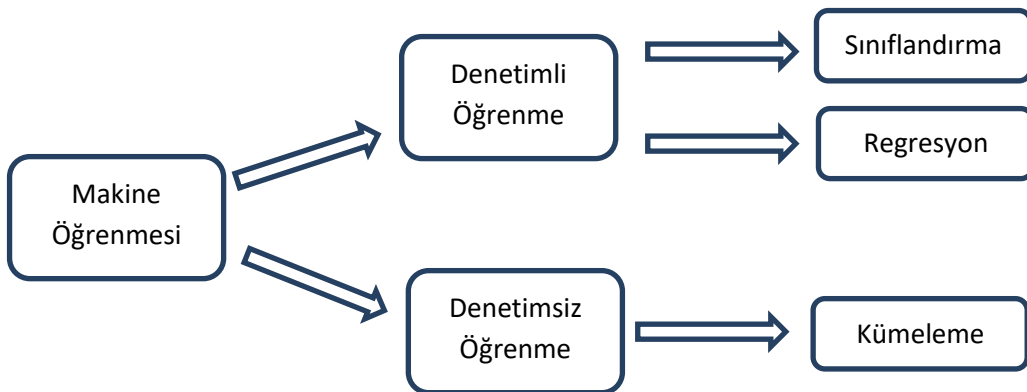 Makine
Öğrenmesi
Denetimli
Öğrenme
Sınıflandırma
Regresyon
Denetimsiz
Öğrenme
Kümeleme